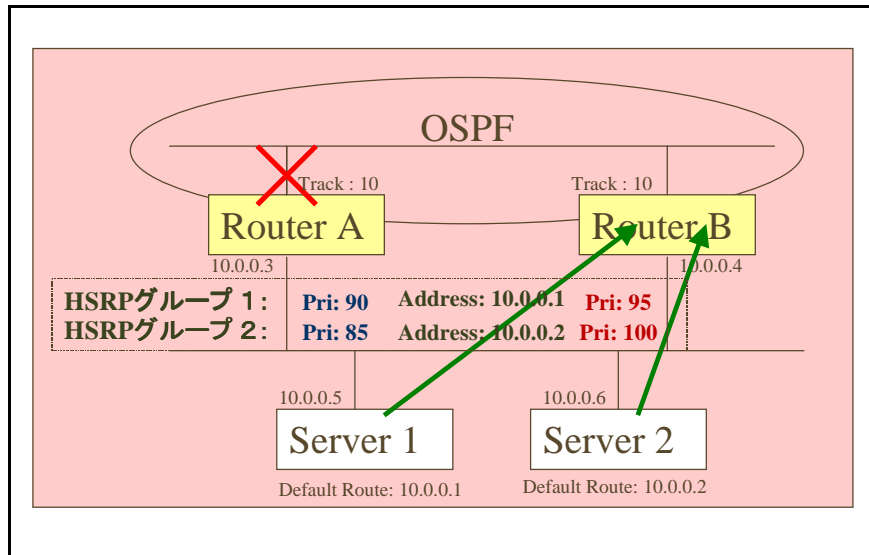 OSPF
Track : 10
Track : 10
Router A
Router B
10.0.0.3
10.0.0.4
HSRPグループ 1: Pri: 90 Address: 10.0.0.1 Pri: 95
HSRPグループ 2: Pri: 85 Address: 10.0.0.2 Pri: 100
10.0.0.5
10.0.0.6
Server 1
Server 2
Default Route: 10.0.0.1
Default Route: 10.0.0.2